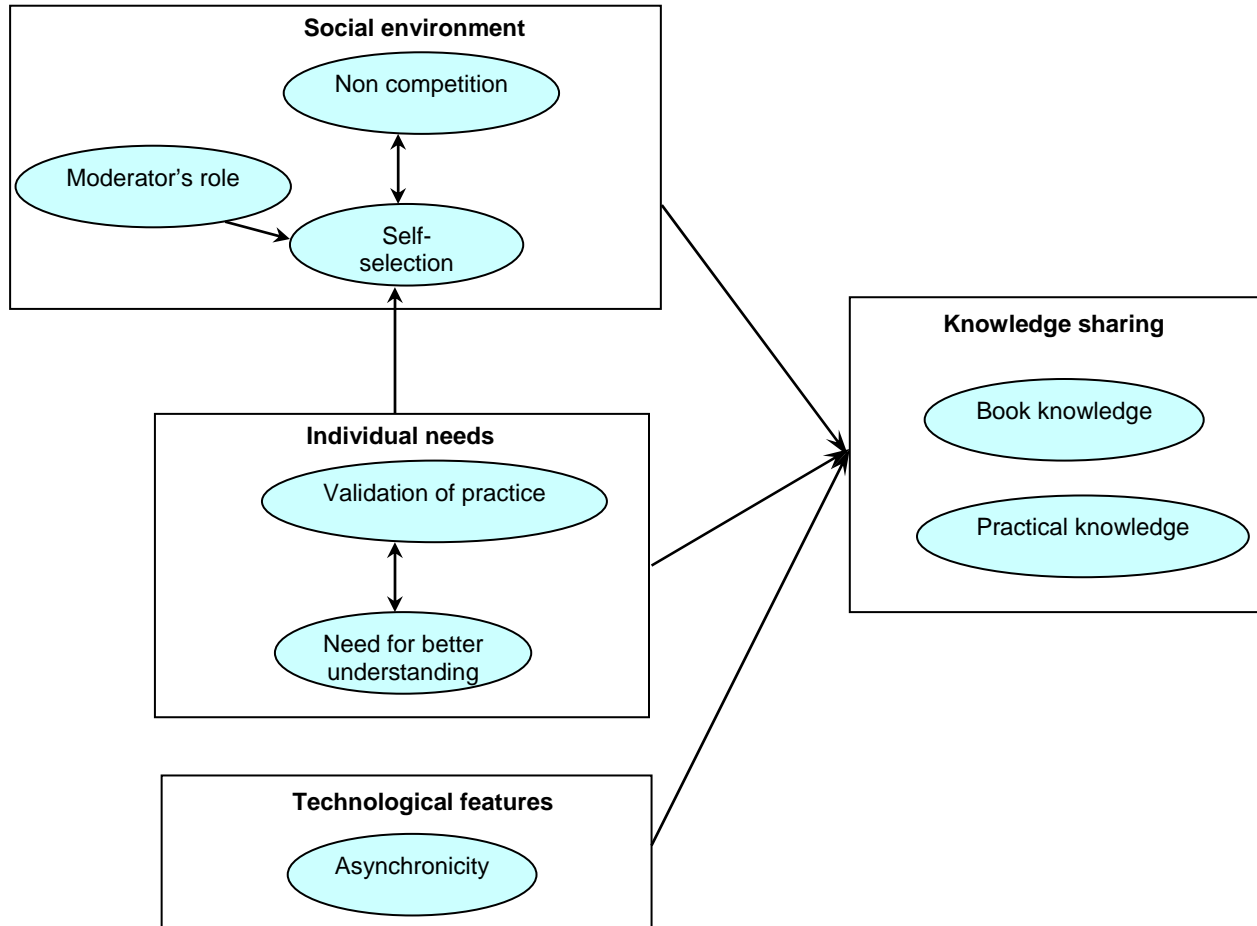 Social environment
Non competition
Moderator’s role
Self-
selection
Knowledge sharing
Book knowledge
Practical knowledge
Individual needs
Validation of practice
Need for better
understanding
Technological features
Asynchronicity